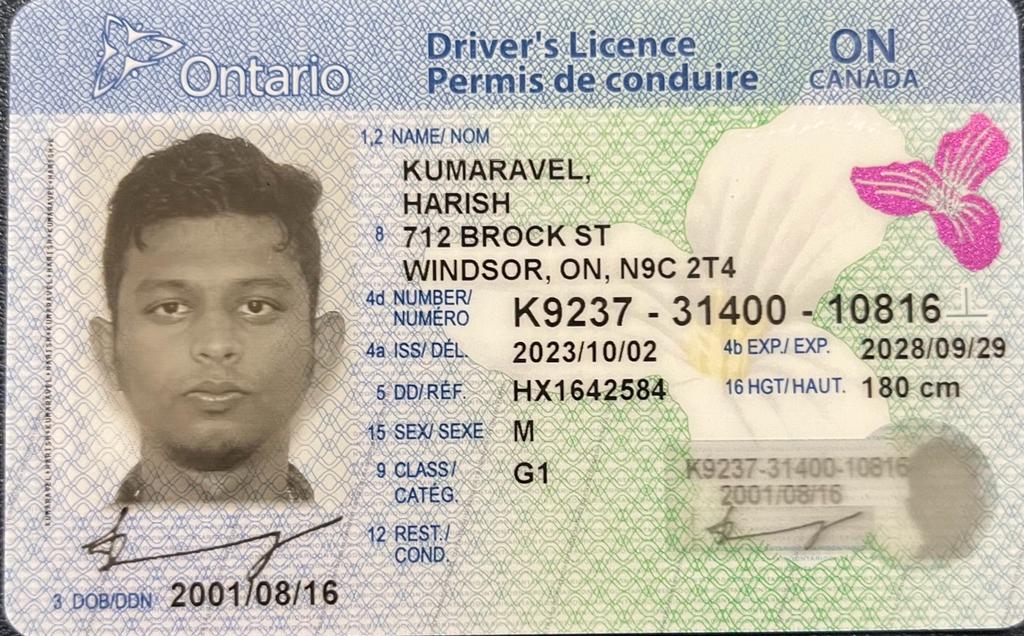 Ontario
Driver's Licence
Permis de conduire
ON
CANADA
1,2 NAME/ NOM
KUMARAVEL,
HARISH
8 712 BROCK ST
WINDSOR, ON, N9C 2T4
4d NUMBER/
NUMÉRO
K9237 - 31400 - 10816
4a ISS/ DÉL. 2023/10/02 4b EXP./ EXP. 2028/09/29
5 DD/RÉF. HX1642584 16 HGT/HAUT. 180 cm
15 SEX/ SEXE M
9 CLASS/
CATÉG.
G1
K9237-31400-10816
2001/08/16
12 REST./
COND.
3 DOB/DDN 2001/08/16